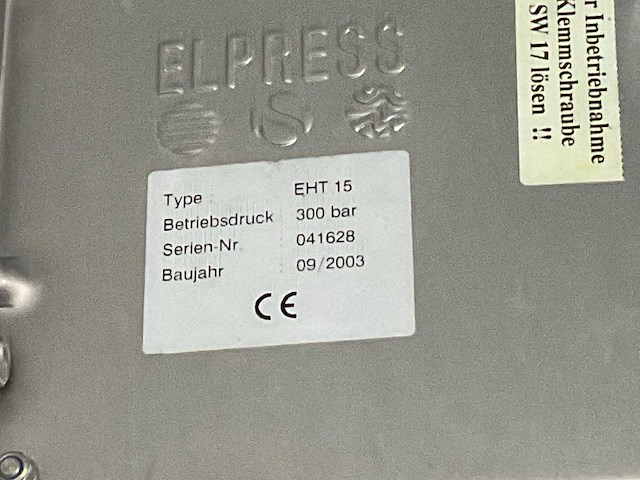 ELPRESS
Type : EHT 15
Betriebsdruck 300 bar
Serien-Nr. 041628
Baujahr : 09/2003
CE
r Inbetriebnahme
Klemmschraube
SW 17 lösen !!